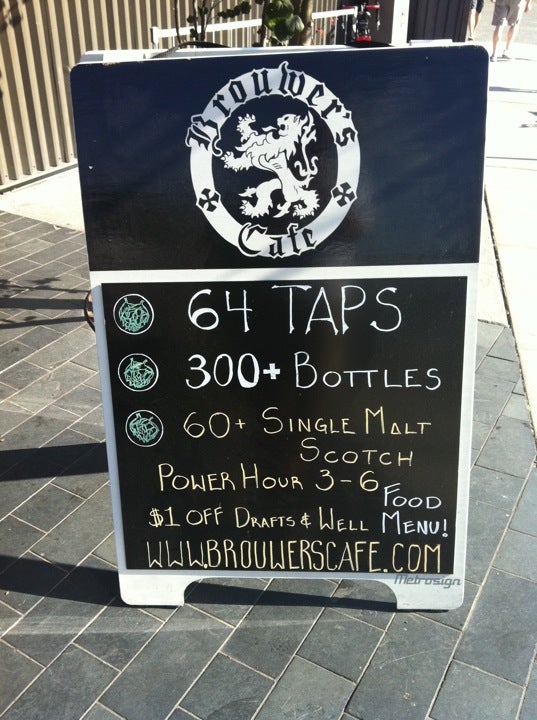 Brouwer's
Cafe
64 TAPS
300+ BOTTLES
60+ SINGLE MALT
SCOTCH
POWER HOUR 3-6
FOOD
$1 OFF DRAFTS & WELL MENU!
WWW.BROUWERSCAFE.COM
Metrosign